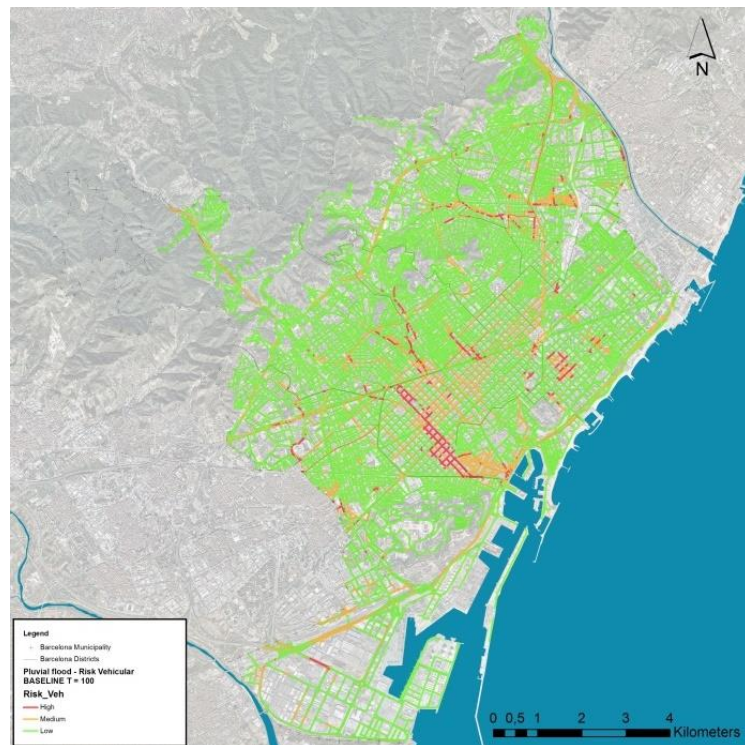 N
Legend
Barcelona Municipality
Barcelona Districts
Pluvial flood - Risk Vehicular
BASELINE T = 100
Risk_Veh
High
Medium
Low
0 0,5 1 2 3 4
Kilometers